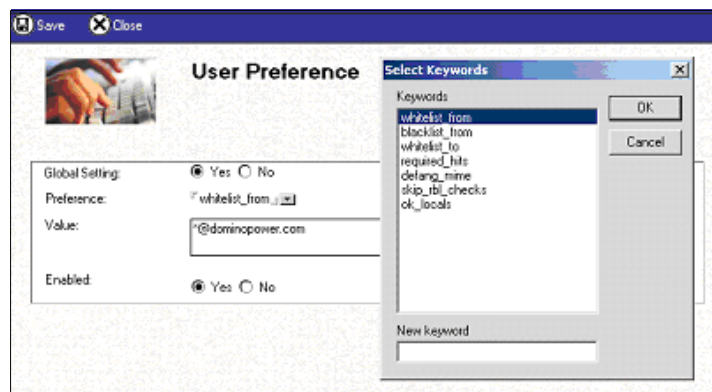 Save Close
User Preference
Global Setting: Yes No
Preference: whitelist_from
Value: *@dominopower.com
Enabled: Yes No
Select Keywords
Keywords
whitelist_from
blacklist_from
whitelist_to
required_hits
defang_mime
skip_rbl_checks
ok_locals
OK
Cancel
New keyword